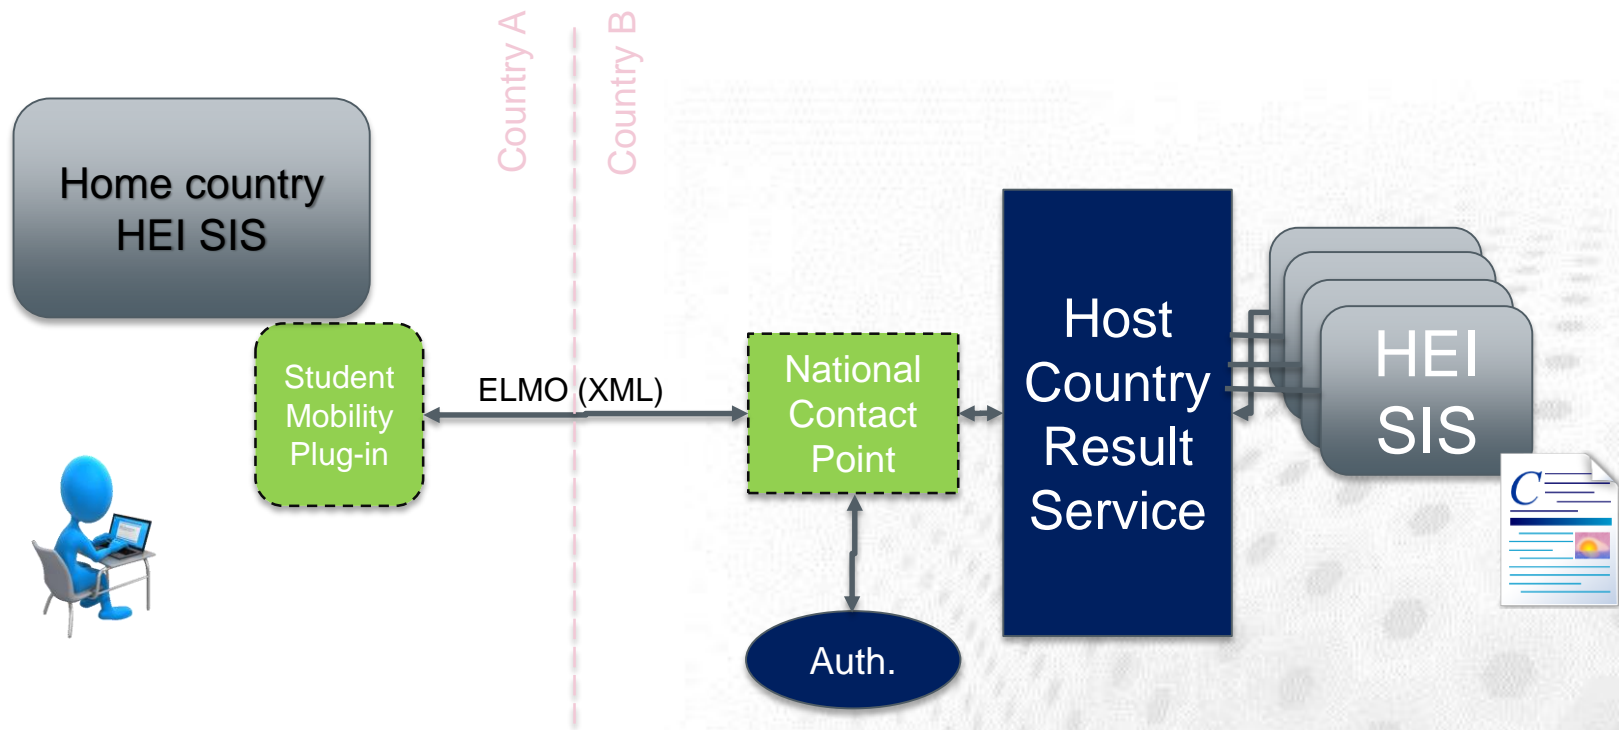 Country A
Country B
Home country
HEI SIS
Student
Mobility
Plug-in
ELMO (XML)
National
Contact
Point
Auth.
Host
Country
Result
Service
HEI
SIS
C